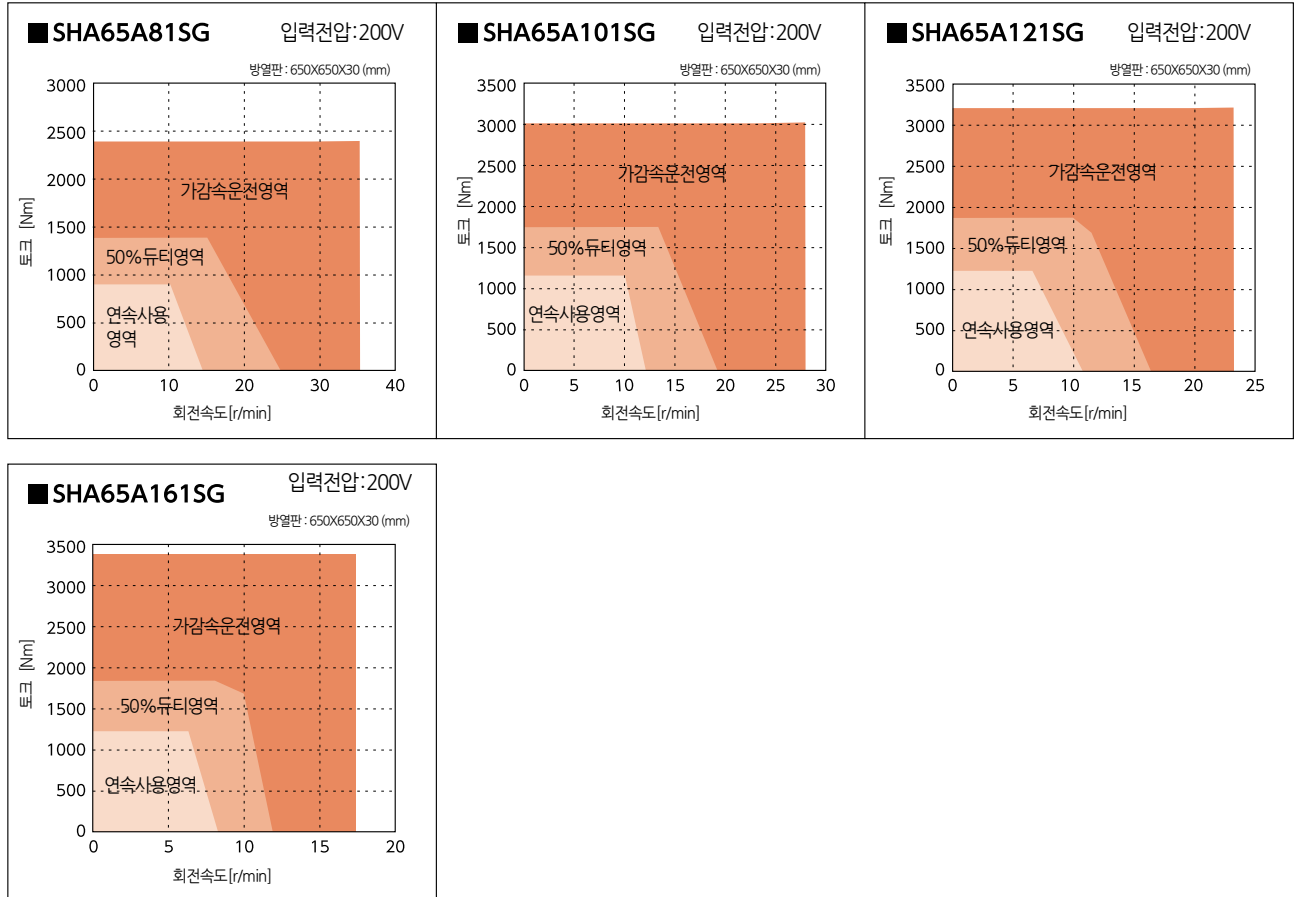 ■SHA65A81SG 입력전압:200V
방열판 : 650X650X30 (mm)
3000
2500
2000
1500
1000
500
0
토크 [Nm]
가감속운전영역
50%듀티영역
연속사용
영역
0 10 20 30 40
회전속도[r/min]
■SHA65A101SG 입력전압:200V
방열판 : 650X650X30 (mm)
3500
3000
2500
2000
1500
1000
500
0
토크 [Nm]
가감속운전영역
50%듀티영역
연속사용영역
0 5 10 15 20 25 30
회전속도[r/min]
■SHA65A121SG 입력전압:200V
방열판 : 650X650X30 (mm)
3500
3000
2500
2000
1500
1000
500
0
토크 [Nm]
가감속운전영역
50%듀티영역
연속사용영역
0 5 10 15 20 25
회전속도[r/min]
■SHA65A161SG 입력전압:200V
방열판 : 650X650X30 (mm)
3500
3000
2500
2000
1500
1000
500
0
토크 [Nm]
가감속운전영역
50%듀티영역
연속사용영역
0 5 10 15 20
회전속도[r/min]